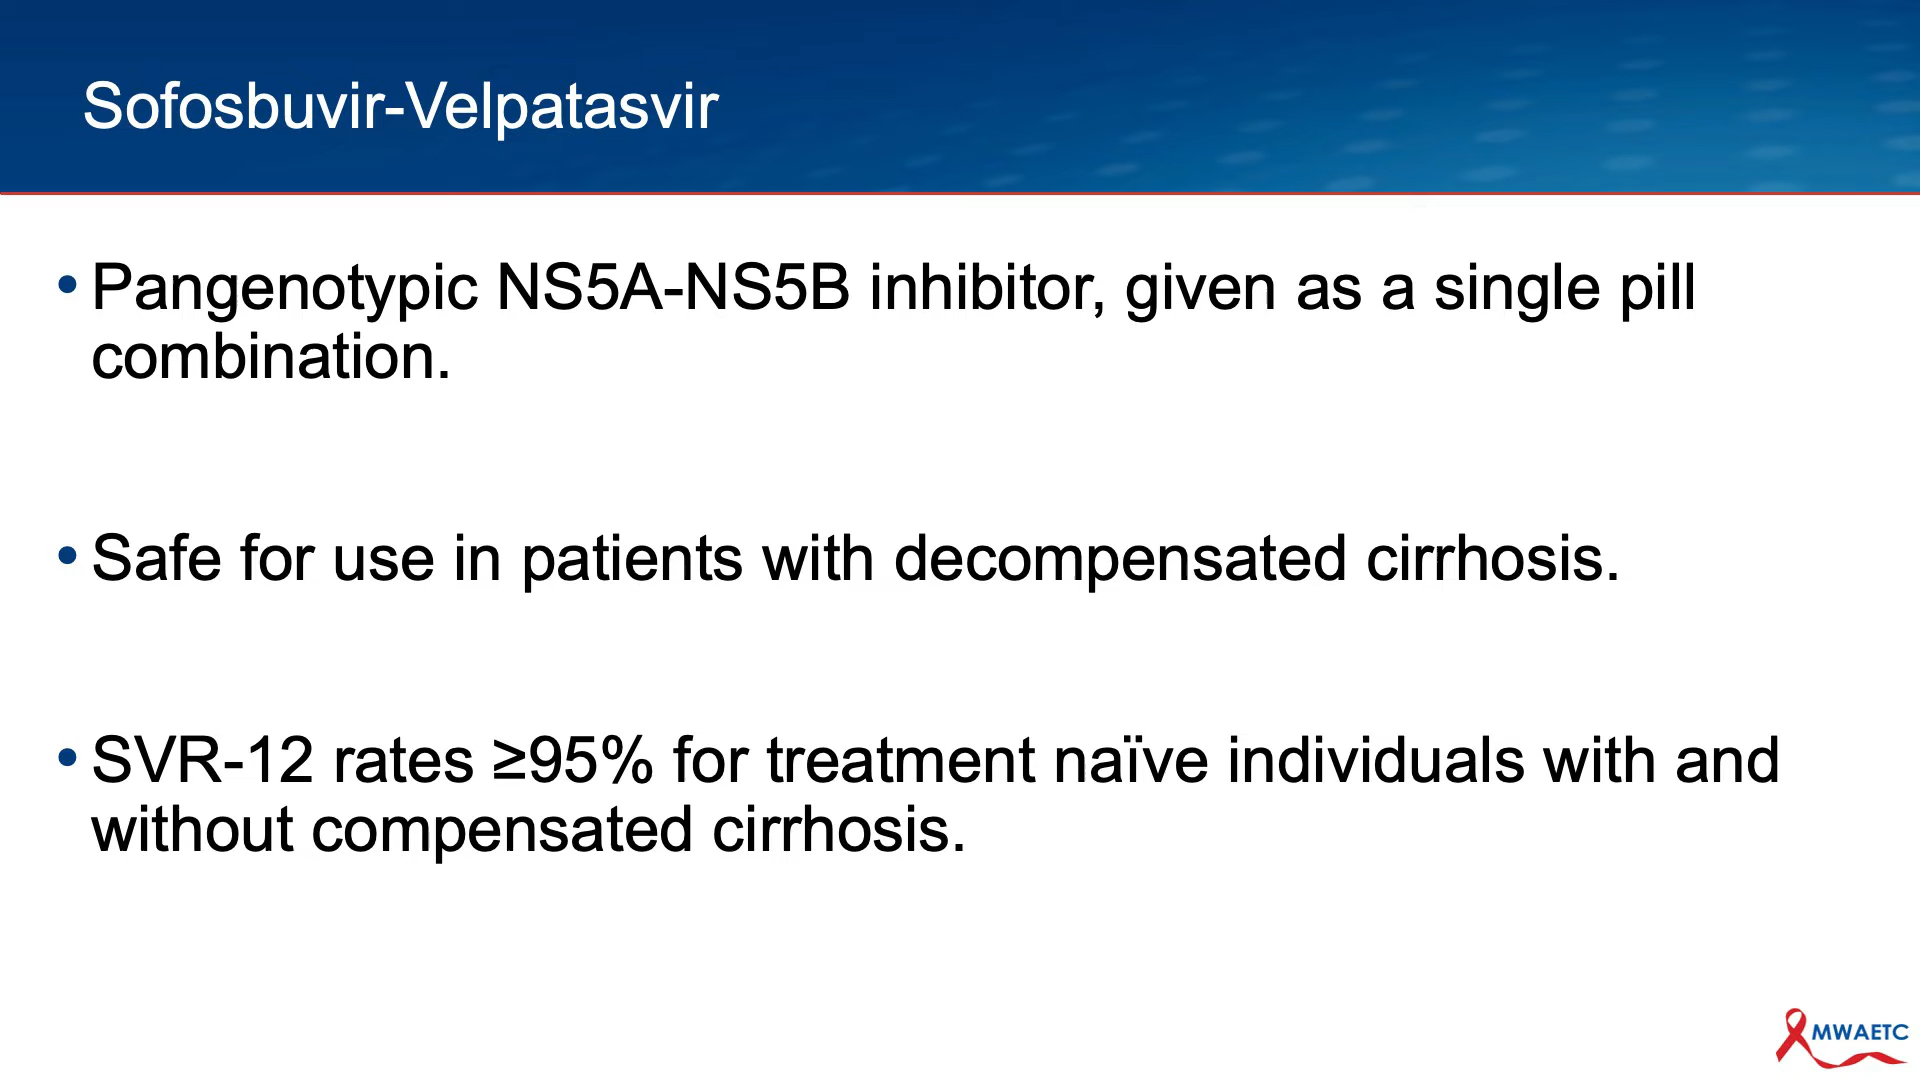 Sofosbuvir-Velpatasvir
• Pangenotypic NS5A-NS5B inhibitor, given as a single pill
combination.
• Safe for use in patients with decompensated cirrhosis.
• SVR-12 rates ≥95% for treatment naïve individuals with and
without compensated cirrhosis.
MWAETC